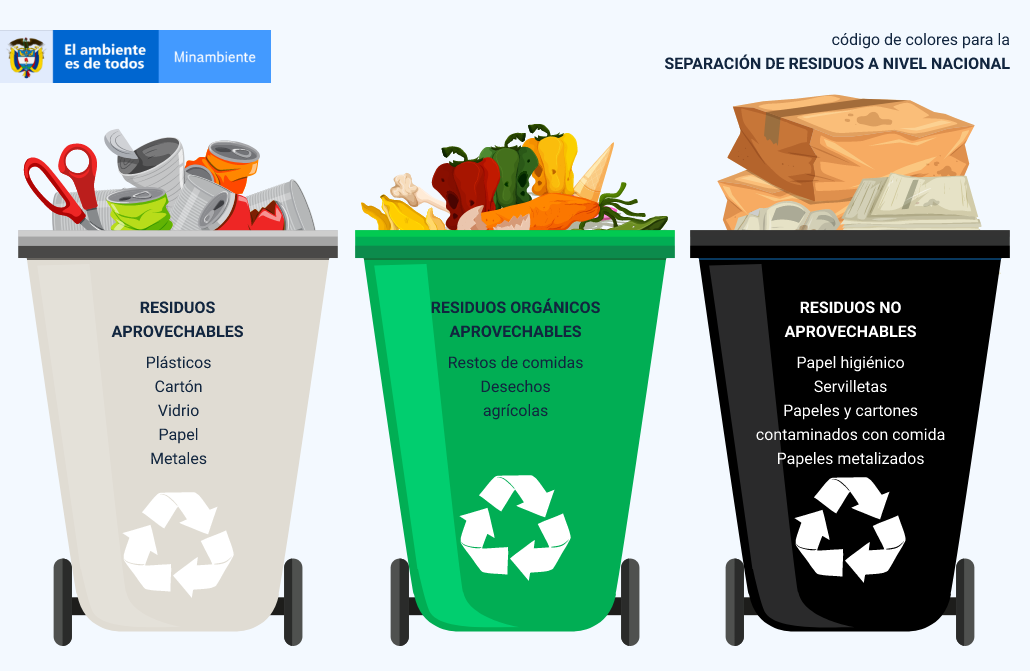 El ambiente
es de todos
Minambiente
código de colores para la
SEPARACIÓN DE RESIDUOS A NIVEL NACIONAL
RESIDUOS
APROVECHABLES
Plásticos
Cartón
Vidrio
Papel
Metales
RESIDUOS ORGÁNICOS
APROVECHABLES
Restos de comidas
Desechos
agrícolas
RESIDUOS NO
APROVECHABLES
Papel higiénico
Servilletas
Papeles y cartones
contaminados con comida
Papeles metalizados